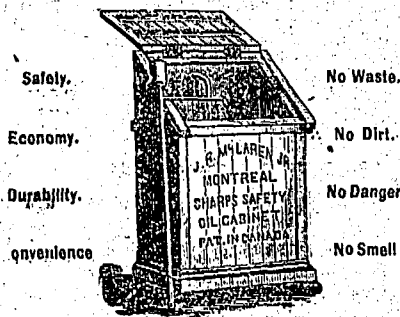 Safety.
Economy.
Durability.
onvenience
J. C. McLAREN JR
MONTREAL
SHARPS SAFETY
OIL CABINET
PAT. IN CANADA
No Waste.
No Dirt.
No Danger
No Smell